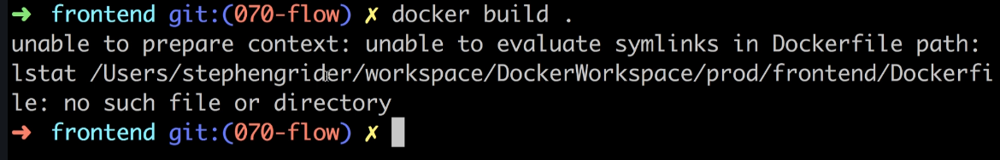 ➜ frontend git:(070-flow) ✗ docker build .
unable to prepare context: unable to evaluate symlinks in Dockerfile path:
lstat /Users/stephengrider/workspace/DockerWorkspace/prod/frontend/Dockerfi
le: no such file or directory
➜ frontend git:(070-flow) ✗